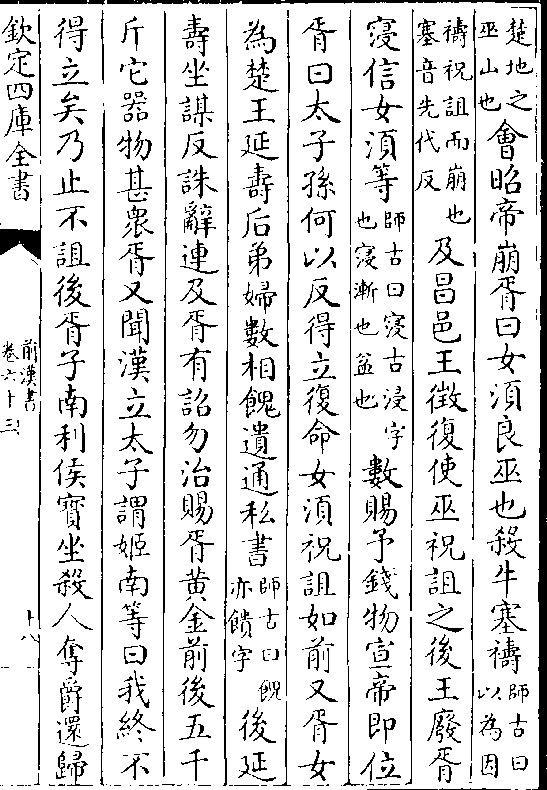 楚地之巫山也會昭帝崩胥曰女須良巫也殺牛塞禱師古曰以為因
禱祝詛而崩也塞音先代反及昌邑王徵復使巫祝詛之後王廢胥
寖信女須等師古曰寖古浸字也寖漸也益也數賜予錢物宣帝即位
胥曰太子孫何以反得立復命女須祝詛如前又胥女
為楚王延壽后弟婦數相餽遺通私書師古曰餽亦饋字後延
壽坐謀反誅辭連及胥有詔勿治賜胥黄金前後五千
斤它器物甚衆胥又聞漢立太子謂姬南等曰我終不
得立矣乃止不詛後胥子南利侯寶坐殺人奪爵還歸
欽定四庫全書
前漢書
卷六十三
十八